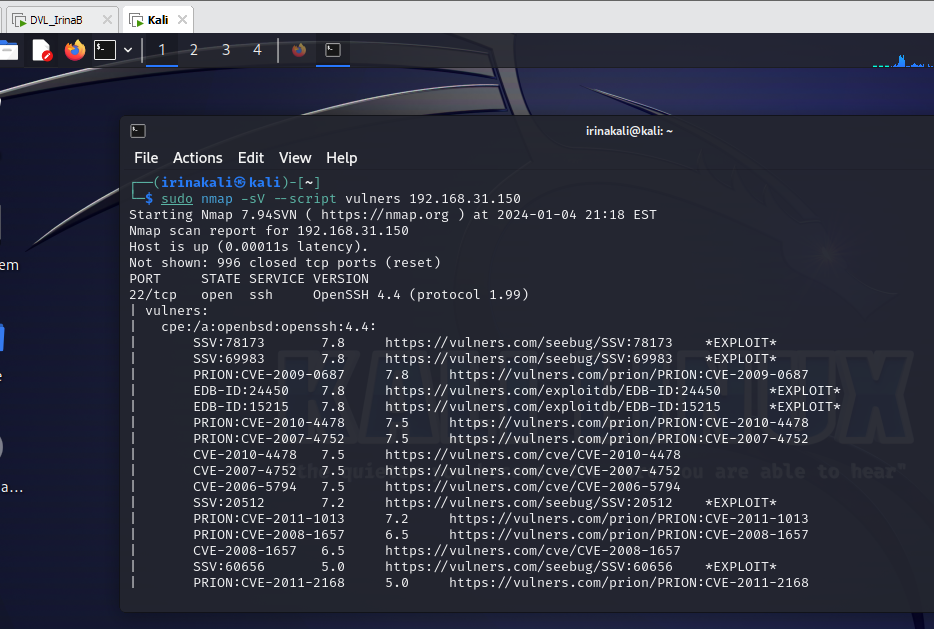 DVL_IrinaB
Kali
1 2 3 4
irinakali@kali: ~
File Actions Edit View Help
┌──(irinakali㉿kali)-[~]
└─$ sudo nmap -sV --script vulners 192.168.31.150
Starting Nmap 7.94SVN ( https://nmap.org ) at 2024-01-04 21:18 EST
Nmap scan report for 192.168.31.150
Host is up (0.00011s latency).
Not shown: 996 closed tcp ports (reset)
PORT STATE SERVICE VERSION
22/tcp open ssh OpenSSH 4.4 (protocol 1.99)
| vulners:
| cpe:/a:openbsd:openssh:4.4:
| SSV:78173 7.8 https://vulners.com/seebug/SSV:78173 *EXPLOIT*
| SSV:69983 7.8 https://vulners.com/seebug/SSV:69983 *EXPLOIT*
| PRION:CVE-2009-0687 7.8 https://vulners.com/prion/PRION:CVE-2009-0687
| EDB-ID:24450 7.8 https://vulners.com/exploitdb/EDB-ID:24450 *EXPLOIT*
| EDB-ID:15215 7.8 https://vulners.com/exploitdb/EDB-ID:15215 *EXPLOIT*
| PRION:CVE-2010-4478 7.5 https://vulners.com/prion/PRION:CVE-2010-4478
| PRION:CVE-2007-4752 7.5 https://vulners.com/prion/PRION:CVE-2007-4752
| CVE-2010-4478 7.5 https://vulners.com/cve/CVE-2010-4478
| CVE-2007-4752 7.5 https://vulners.com/cve/CVE-2007-4752
| CVE-2006-5794 7.5 https://vulners.com/cve/CVE-2006-5794
| SSV:20512 7.2 https://vulners.com/seebug/SSV:20512 *EXPLOIT*
| PRION:CVE-2011-1013 7.2 https://vulners.com/prion/PRION:CVE-2011-1013
| PRION:CVE-2008-1657 6.5 https://vulners.com/prion/PRION:CVE-2008-1657
| CVE-2008-1657 6.5 https://vulners.com/cve/CVE-2008-1657
| SSV:60656 5.0 https://vulners.com/seebug/SSV:60656 *EXPLOIT*
| PRION:CVE-2011-2168 5.0 https://vulners.com/prion/PRION:CVE-2011-2168
em
a...
you are able to hear"